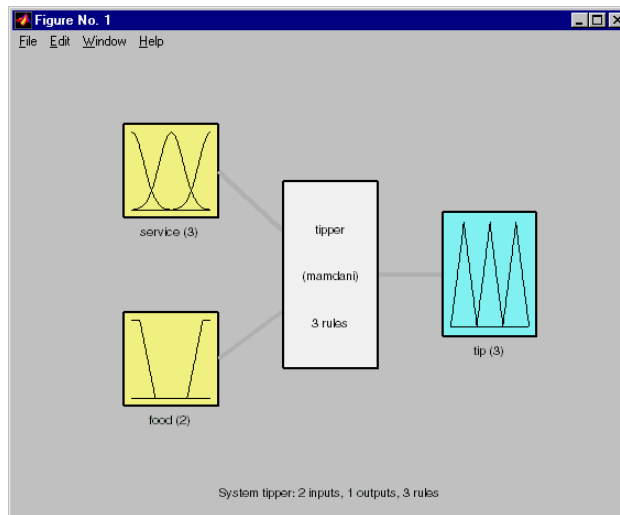 Figure No. 1
File Edit Window Help
service (3)
tipper
(mamdani)
3 rules
tip (3)
food (2)
System tipper: 2 inputs, 1 outputs, 3 rules